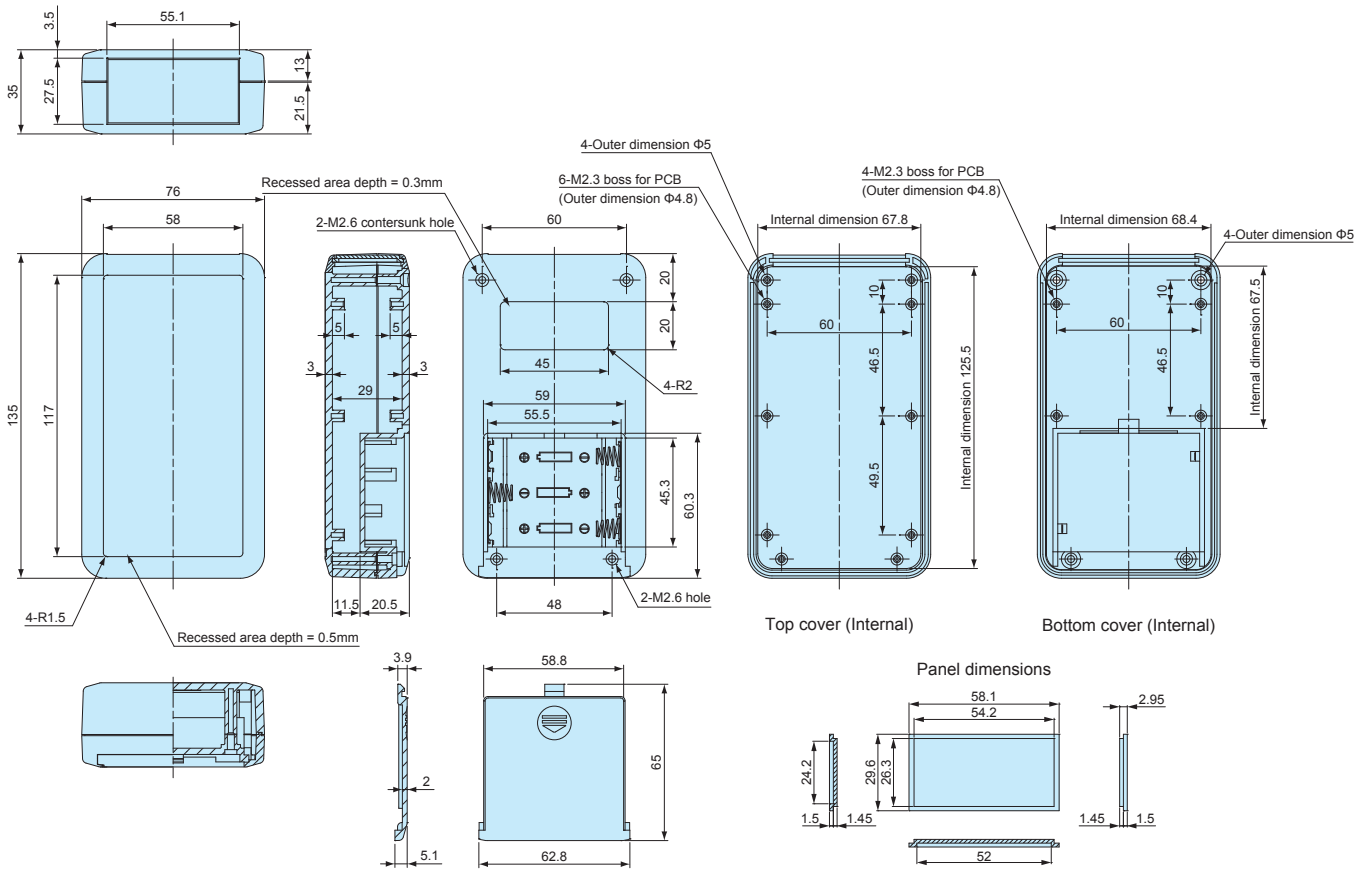 55.1
3.5
27.5
35
13
21.5
76
58
135
117
4-R1.5
Recessed area depth = 0.5mm
Recessed area depth = 0.3mm
2-M2.6 contersunk hole
5
5
3
3
29
11.5
20.5
60
20
20
45
4-R2
59
55.5
45.3
60.3
48
2-M2.6 hole
4-Outer dimension Φ5
6-M2.3 boss for PCB
(Outer dimension Φ4.8)
Internal dimension 67.8
10
60
46.5
49.5
Internal dimension 125.5
Top cover (Internal)
4-M2.3 boss for PCB
(Outer dimension Φ4.8)
Internal dimension 68.4
4-Outer dimension Φ5
10
60
46.5
Internal dimension 67.5
Bottom cover (Internal)
3.9
2
5.1
58.8
65
62.8
Panel dimensions
58.1
54.2
2.95
24.2
29.6
26.3
1.5
1.45
1.45
1.5
52